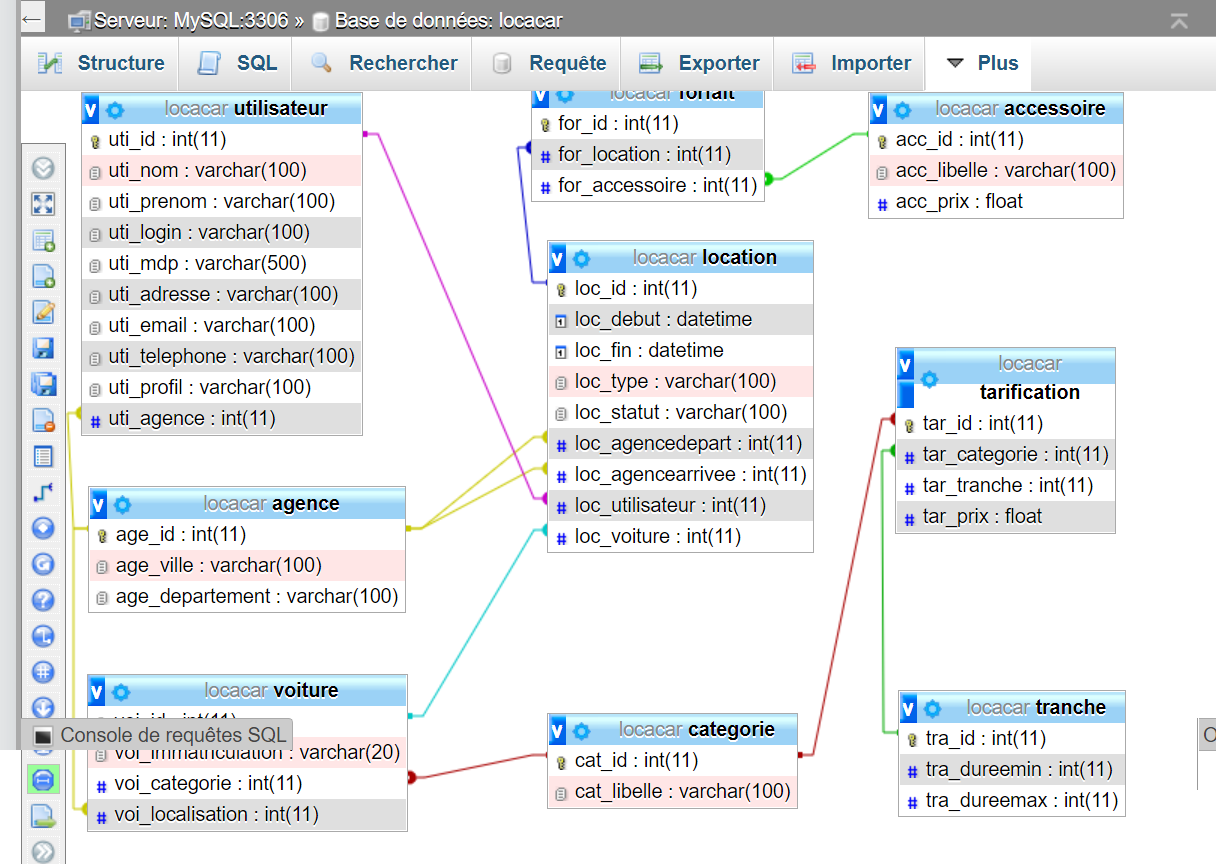 Serveur: MySQL:3306 » Base de données: locacar
Structure SQL Rechercher Requête Exporter Importer Plus
locacar utilisateur
uti_id : int(11)
uti_nom : varchar(100)
uti_prenom : varchar(100)
uti_login : varchar(100)
uti_mdp : varchar(500)
uti_adresse : varchar(100)
uti_email : varchar(100)
uti_telephone : varchar(100)
uti_profil : varchar(100)
uti_agence : int(11)
locacar forfait
for_id : int(11)
for_location : int(11)
for_accessoire : int(11)
locacar accessoire
acc_id : int(11)
acc_libelle : varchar(100)
acc_prix : float
locacar location
loc_id : int(11)
loc_debut : datetime
loc_fin : datetime
loc_type : varchar(100)
loc_statut : varchar(100)
loc_agencedepart : int(11)
loc_agencearrivee : int(11)
loc_utilisateur : int(11)
loc_voiture : int(11)
locacar
tarification
tar_id : int(11)
tar_categorie : int(11)
tar_tranche : int(11)
tar_prix : float
locacar agence
age_id : int(11)
age_ville : varchar(100)
age_departement : varchar(100)
locacar voiture
voi_id : int(11)
Console de requêtes SQL
voi_immatriculation : varchar(20)
voi_categorie : int(11)
voi_localisation : int(11)
locacar categorie
cat_id : int(11)
cat_libelle : varchar(100)
locacar tranche
tra_id : int(11)
tra_dureemin : int(11)
tra_dureemax : int(11)